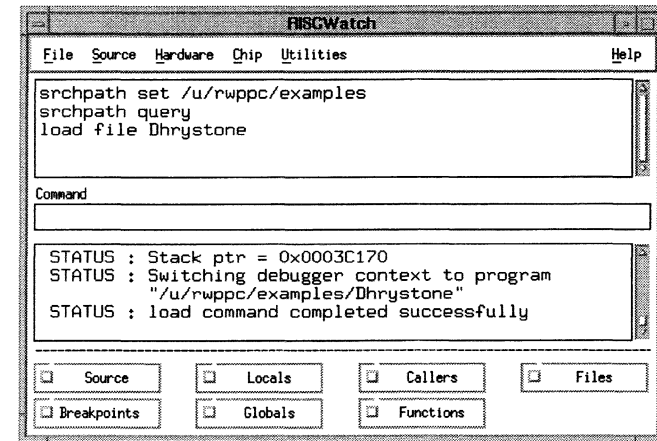 RISCWatch
File Source Hardware Chip Utilities Help
srchpath set /u/rwppc/examples
srchpath query
load file Dhrystone
Command
STATUS : Stack ptr = 0x0003C170
STATUS : Switching debugger context to program
"/u/rwppc/examples/Dhrystone"
STATUS : load command completed successfully
Source Locals Callers Files
Breakpoints Globals Functions